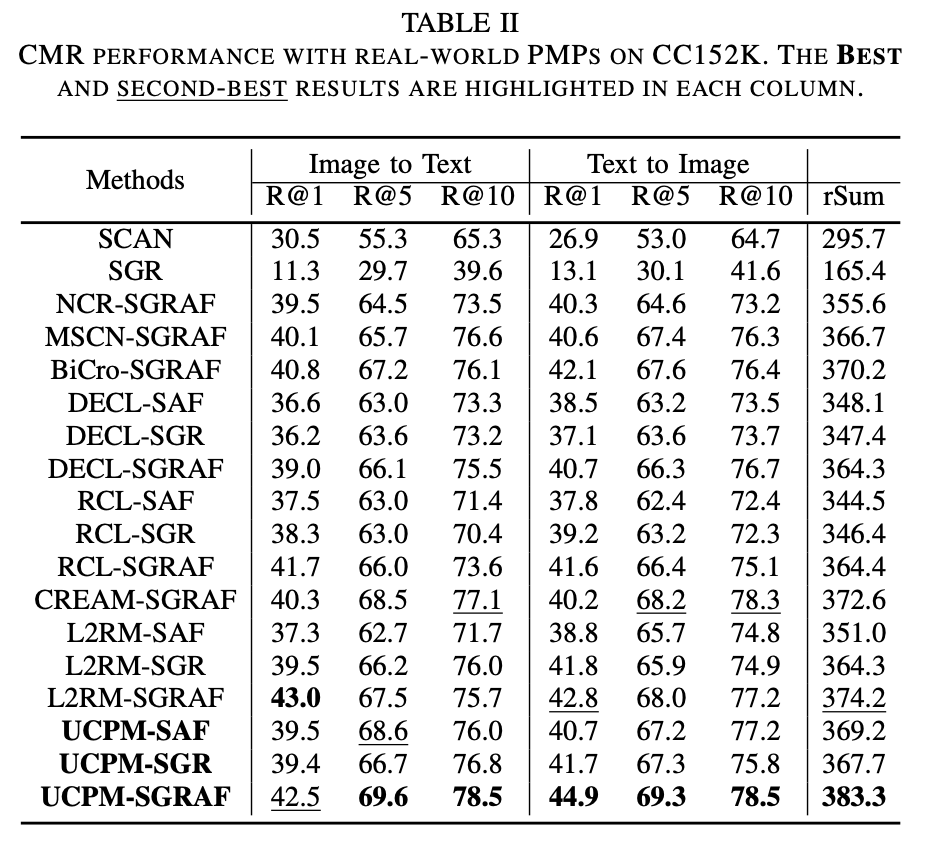 TABLE II
CMR PERFORMANCE WITH REAL-WORLD PMPS ON CC152K. THE BEST
AND SECOND-BEST RESULTS ARE HIGHLIGHTED IN EACH COLUMN.
Methods Image to Text Text to Image
R@1 R@5 R@10 R@1 R@5 R@10 rSum
SCAN 30.5 55.3 65.3 26.9 53.0 64.7 295.7
SGR 11.3 29.7 39.6 13.1 30.1 41.6 165.4
NCR-SGRAF 39.5 64.5 73.5 40.3 64.6 73.2 355.6
MSCN-SGRAF 40.1 65.7 76.6 40.6 67.4 76.3 366.7
BiCro-SGRAF 40.8 67.2 76.1 42.1 67.6 76.4 370.2
DECL-SAF 36.6 63.0 73.3 38.5 63.2 73.5 348.1
DECL-SGR 36.2 63.6 73.2 37.1 63.6 73.7 347.4
DECL-SGRAF 39.0 66.1 75.5 40.7 66.3 76.7 364.3
RCL-SAF 37.5 63.0 71.4 37.8 62.4 72.4 344.5
RCL-SGR 38.3 63.0 70.4 39.2 63.2 72.3 346.4
RCL-SGRAF 41.7 66.0 73.6 41.6 66.4 75.1 364.4
CREAM-SGRAF 40.3 68.5 77.1 40.2 68.2 78.3 372.6
L2RM-SAF 37.3 62.7 71.7 38.8 65.7 74.8 351.0
L2RM-SGR 39.5 66.2 76.0 41.8 65.9 74.9 364.3
L2RM-SGRAF 43.0 67.5 75.7 42.8 68.0 77.2 374.2
UCPM-SAF 39.5 68.6 76.0 40.7 67.2 77.2 369.2
UCPM-SGR 39.4 66.7 76.8 41.7 67.3 75.8 367.7
UCPM-SGRAF 42.5 69.6 78.5 44.9 69.3 78.5 383.3